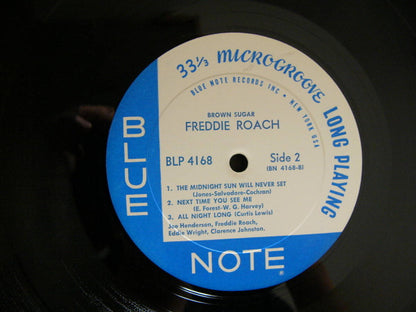 33⅓ MICROGROOVE LONG PLAYING
BLUE NOTE RECORDS INC • NEW YORK USA
BROWN SUGAR
FREDDIE ROACH
BLP 4168
Side 2
(BN 4168-B)
1. THE MIDNIGHT SUN WILL NEVER SET
(Jones-Salvodore-Cochran)
2. NEXT TIME YOU SEE ME
(E. Forest-W. G. Harvey)
3. ALL NIGHT LONG (Curtis Lewis)
Joe Henderson, Freddie Roach,
Eddie Wright, Clarence Johnston.
BLUE
NOTE